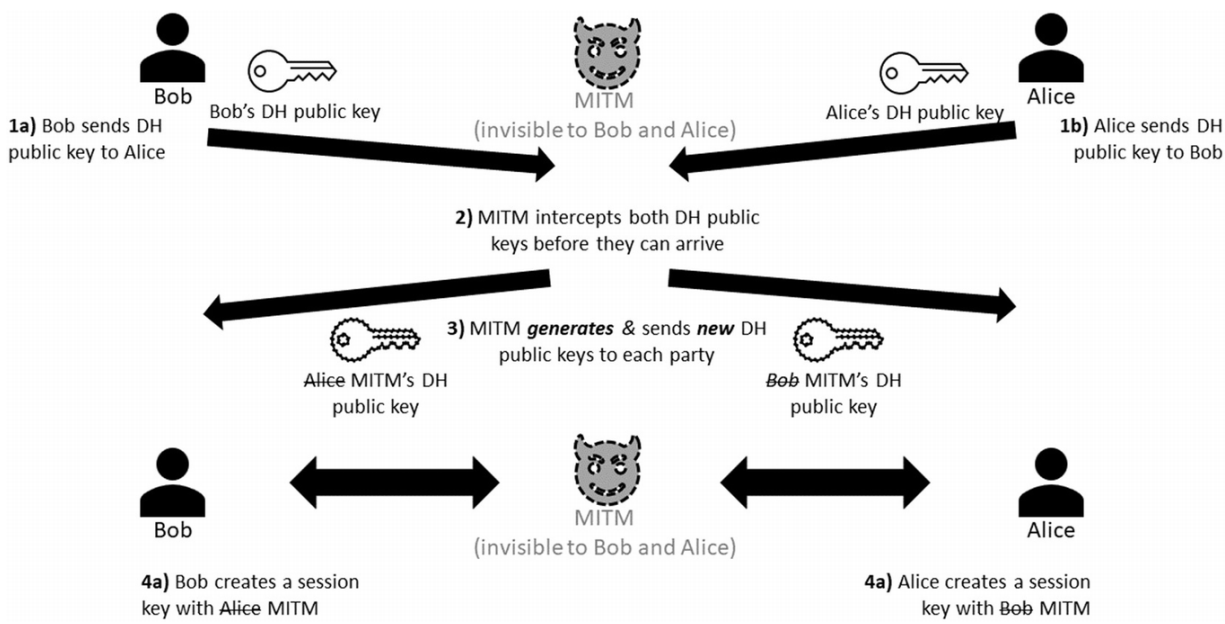 Bob
Bob's DH public key
MITM
(invisible to Bob and Alice)
Alice's DH public key
Alice
1a) Bob sends DH
public key to Alice
1b) Alice sends DH
public key to Bob
2) MITM intercepts both DH public
keys before they can arrive
3) MITM generates & sends new DH
public keys to each party
Alice MITM's DH
public key
Bob MITM's DH
public key
Bob
MITM
(invisible to Bob and Alice)
Alice
4a) Bob creates a session
key with Alice MITM
4a) Alice creates a session
key with Bob MITM